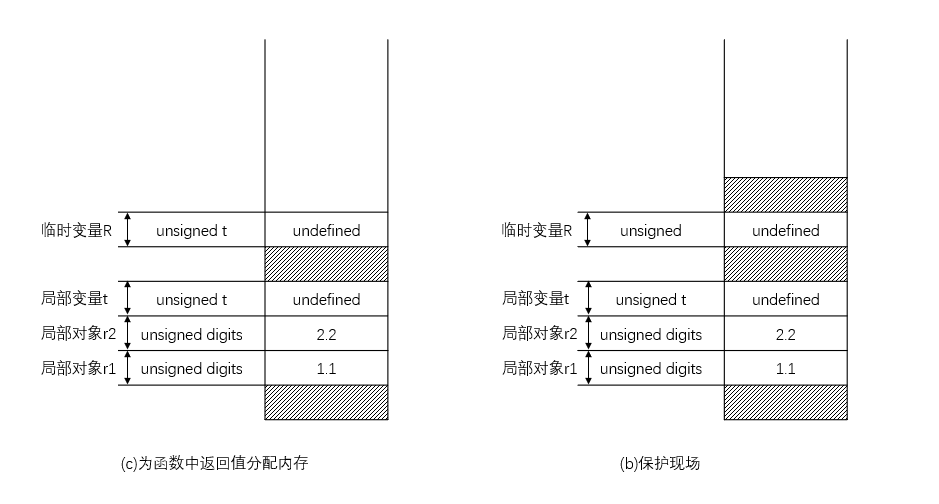 临时变量R unsigned t undefined
局部变量t unsigned t undefined
局部对象r2 unsigned digits 2.2
局部对象r1 unsigned digits 1.1
(c)为函数中返回值分配内存
临时变量R unsigned undefined
局部变量t unsigned t undefined
局部对象r2 unsigned digits 2.2
局部对象r1 unsigned digits 1.1
(b)保护现场